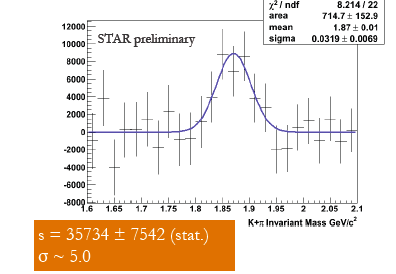 χ² / ndf 8.214 / 22
area 714.7 ± 152.9
mean 1.87 ± 0.01
sigma 0.0319 ± 0.0069
STAR preliminary
12000
10000
8000
6000
4000
2000
0
2000
-4000
-6000
-8000
1.6 1.65 1.7 1.75 1.8 1.85 1.9 1.95 2 2.05 2.1
K+π Invariant Mass GeV/c²
s = 35734 ± 7542 (stat.)
σ ~ 5.0